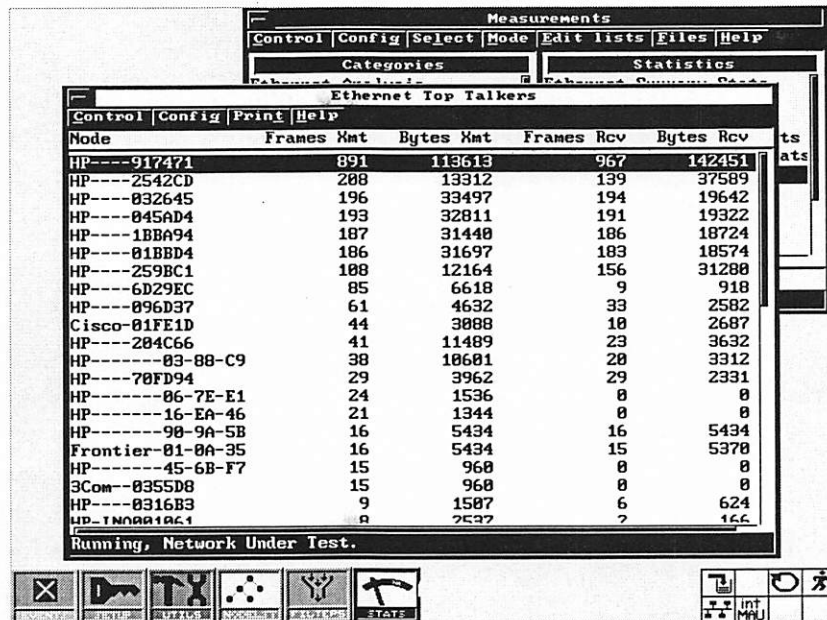 Measurements
Control Config Select Mode Edit lists Files Help
Categories Statistics
Ethernet Top Talkers
Control Config Print Help
Node Frames Xmt Bytes Xmt Frames Rcv Bytes Rcv
HP----917471 891 113613 967 142451
HP----2542CD 208 13312 139 37589
HP----032645 196 33497 194 19642
HP----045AD4 193 32811 191 19322
HP----1BBA94 187 31440 186 18724
HP----01BBD4 186 31697 183 18574
HP----259BC1 108 12164 156 31280
HP----6D29EC 85 6618 9 918
HP----096D37 61 4632 33 2582
Cisco-01FE1D 44 3088 10 2687
HP----204C66 41 11489 23 3632
HP--------03-88-C9 38 10601 20 3312
HP----70FD94 29 3962 29 2331
HP--------06-7E-E1 24 1536 0 0
HP--------16-EA-46 21 1344 0 0
HP--------90-9A-5B 16 5434 16 5434
Frontier-01-0A-35 16 5434 15 5370
HP--------45-6B-F7 15 960 0 0
3Com--0355D8 15 960 0 0
HP----0316B3 9 1507 6 624
Running, Network Under Test.
STATS
int
MAU